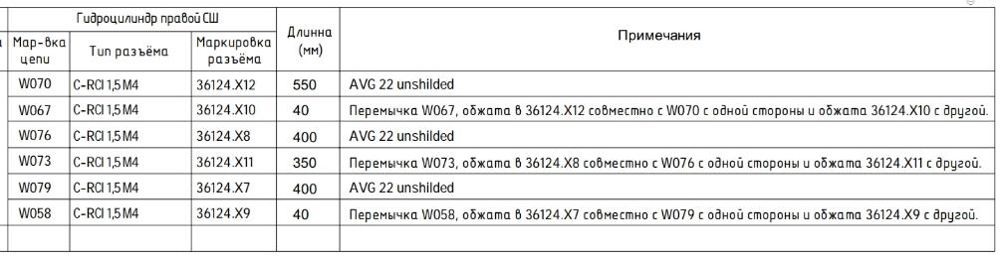 Гидроцилиндр правой СШ
Длинна (мм)
Примечания
а
Мар-вка цепи
Тип разъёма
Маркировка разъёма
W070 C-RCI 1,5 M4 36124.X12 550 AVG 22 unshilded
W067 C-RCI 1,5 M4 36124.X10 40 Перемычка W067, обжата в 36124.X12 совместно с W070 с одной стороны и обжата 36124.X10 с другой.
W076 C-RCI 1,5 M4 36124.X8 400 AVG 22 unshilded
W073 C-RCI 1,5 M4 36124.X11 350 Перемычка W073, обжата в 36124.X8 совместно с W076 с одной стороны и обжата 36124.X11 с другой.
W079 C-RCI 1,5 M4 36124.X7 400 AVG 22 unshilded
W058 C-RCI 1,5 M4 36124.X9 40 Перемычка W058, обжата в 36124.X7 совместно с W079 с одной стороны и обжата 36124.X9 с другой.